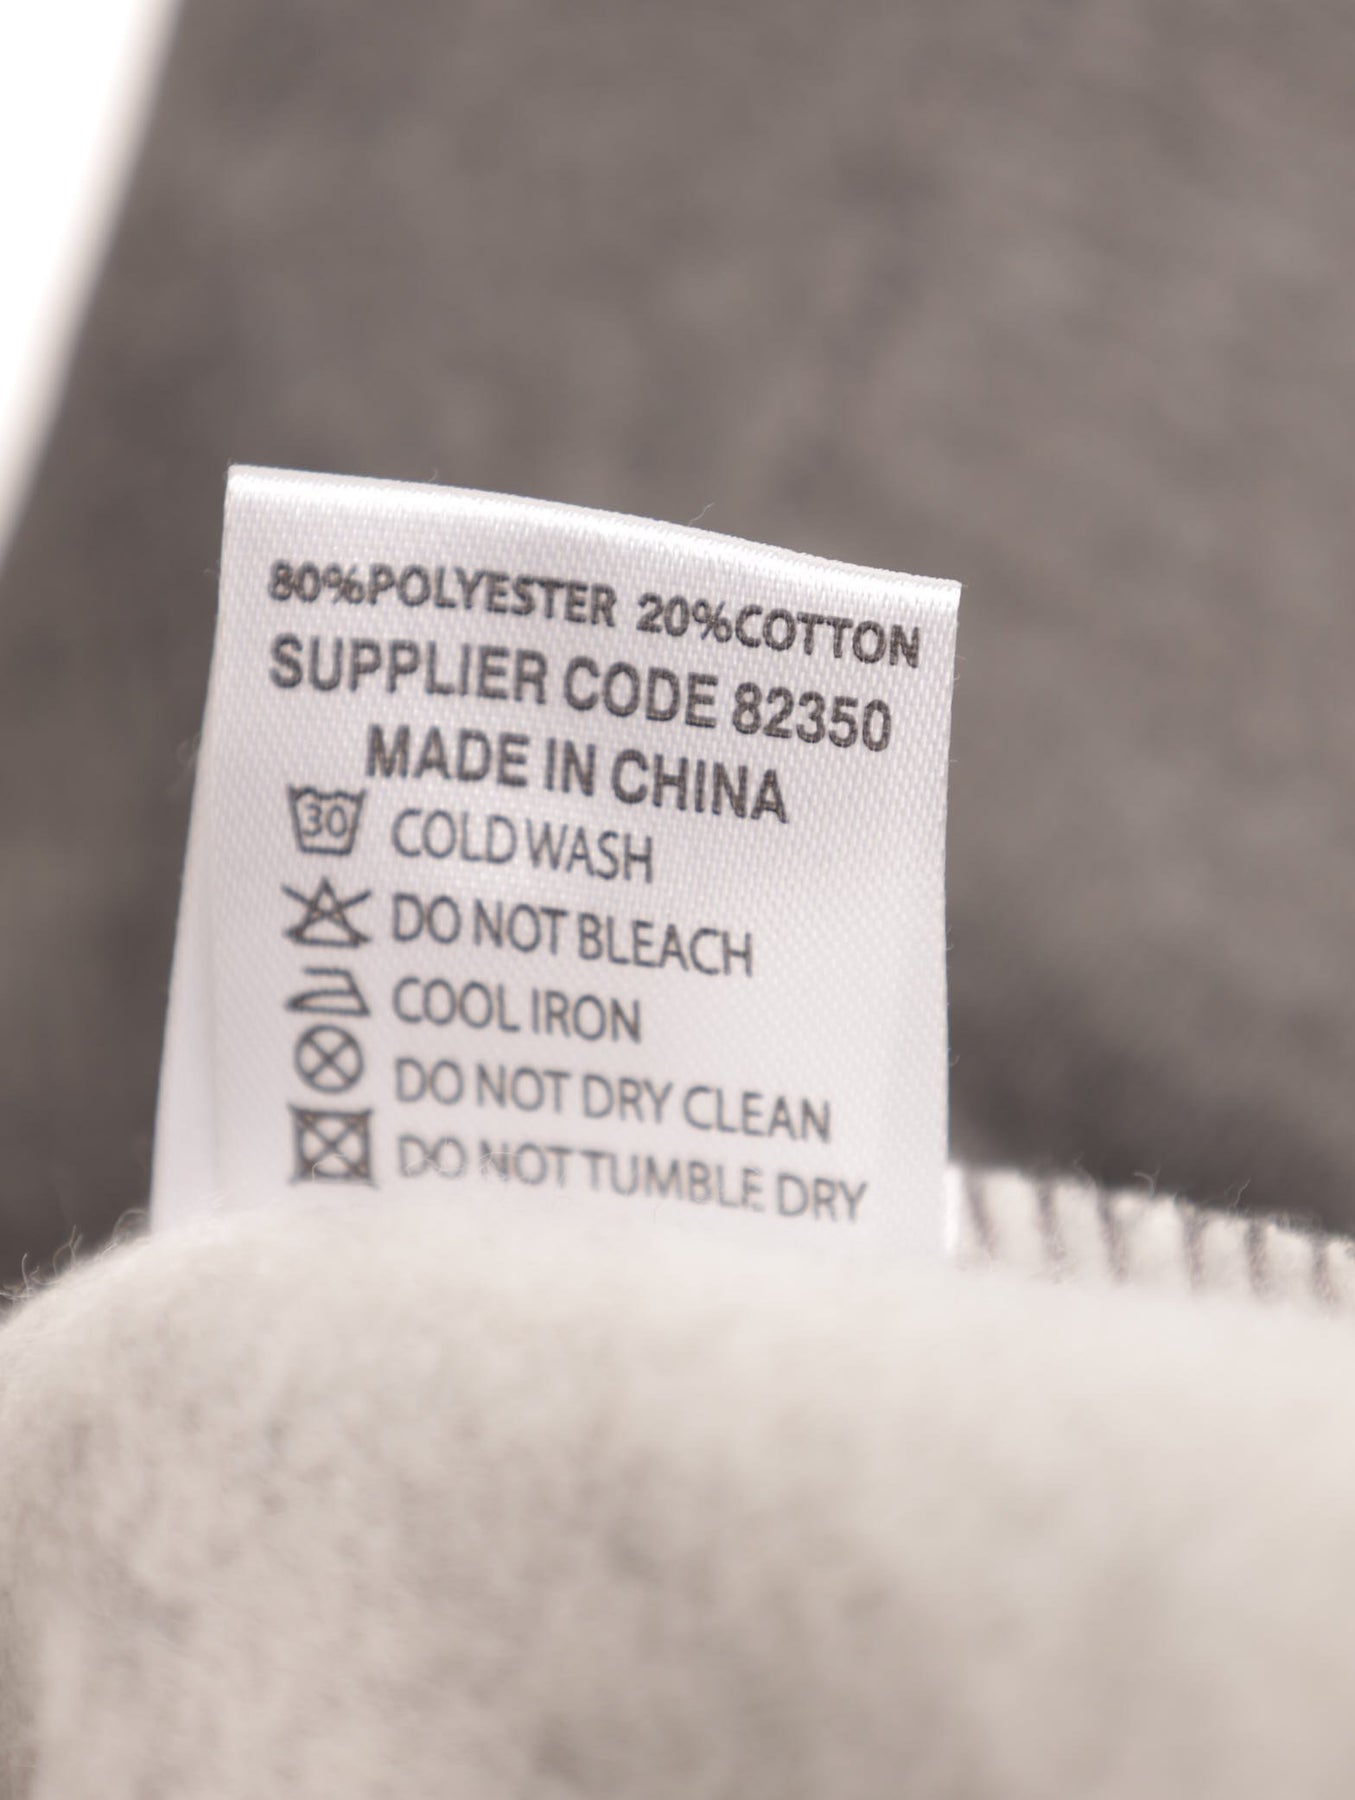 80%POLYESTER 20%COTTON
SUPPLIER CODE 82350
MADE IN CHINA
30 COLD WASH
DO NOT BLEACH
COOL IRON
DO NOT DRY CLEAN
DO NOT TUMBLE DRY